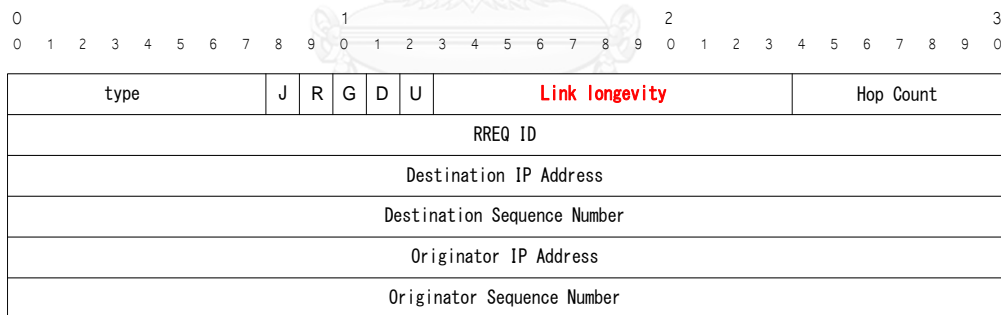 0 1 2 3
0 1 2 3 4 5 6 7 8 9 0 1 2 3 4 5 6 7 8 9 0 1 2 3 4 5 6 7 8 9 0
type J R G D U Link longevity Hop Count
RREQ ID
Destination IP Address
Destination Sequence Number
Originator IP Address
Originator Sequence Number